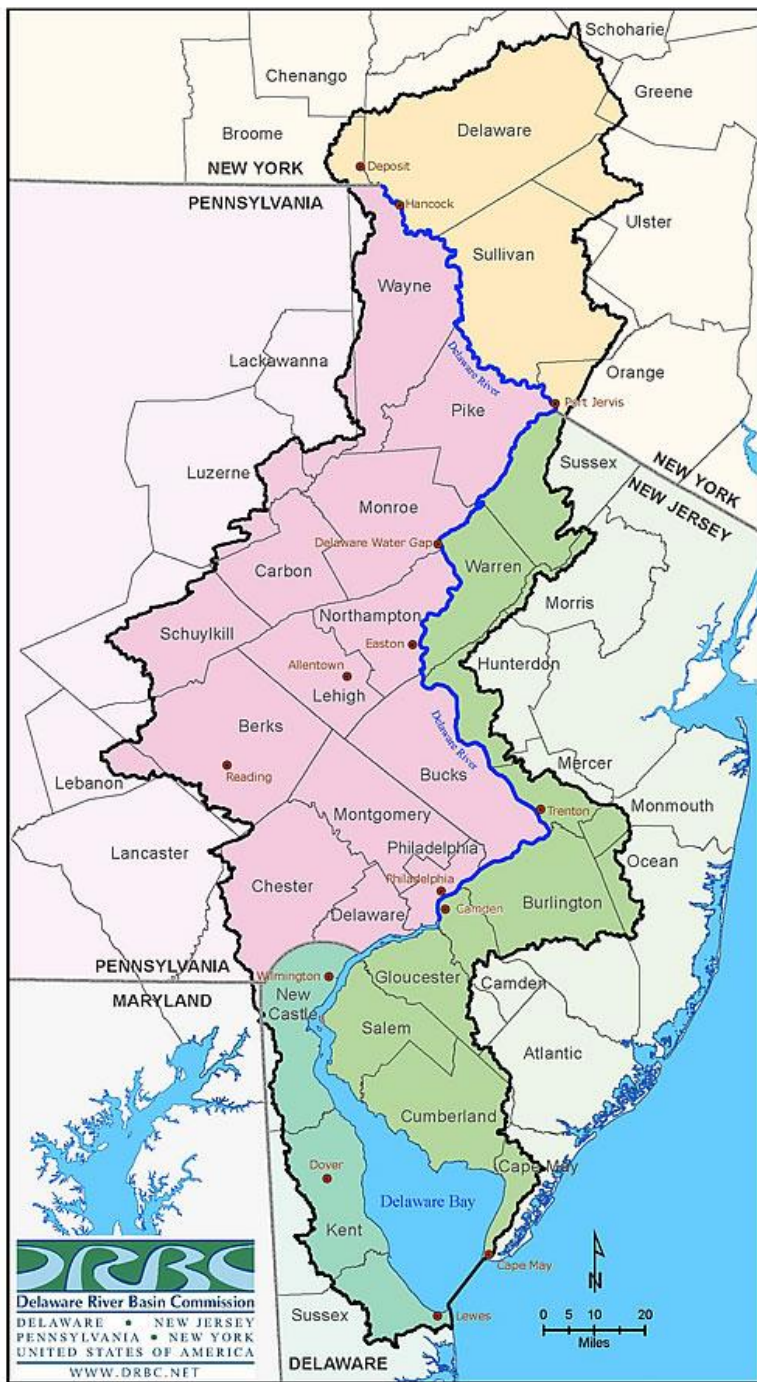 Schoharie
Chenango
Greene
Delaware
Broome
Deposit
NEW YORK
PENNSYLVANIA
Hancock
Ulster
Sullivan
Wayne
Delaware River
Lackawanna
Orange
Port Jervis
Pike
Luzerne
Sussex
NEW YORK
NEW JERSEY
Monroe
Delaware Water Gap
Warren
Carbon
Morris
Northampton
Schuylkill
Easton
Hunterdon
Allentown
Lehigh
Berks
Delaware River
Bucks
Mercer
Reading
Lebanon
Monmouth
Trenton
Montgomery
Philadelphia
Lancaster
Ocean
Chester
Philadelphia
Burlington
Delaware
Camden
PENNSYLVANIA
Wilmington
Gloucester
MARYLAND
New
Castle
Camden
Salem
Atlantic
Cumberland
Cape May
Dover
Delaware Bay
Kent
Cape May
N
DRBC
Delaware River Basin Commission
DELAWARE • NEW JERSEY
PENNSYLVANIA • NEW YORK
UNITED STATES OF AMERICA
WWW.DRBC.NET
Sussex
Lewes
DELAWARE
0 5 10 20
Miles